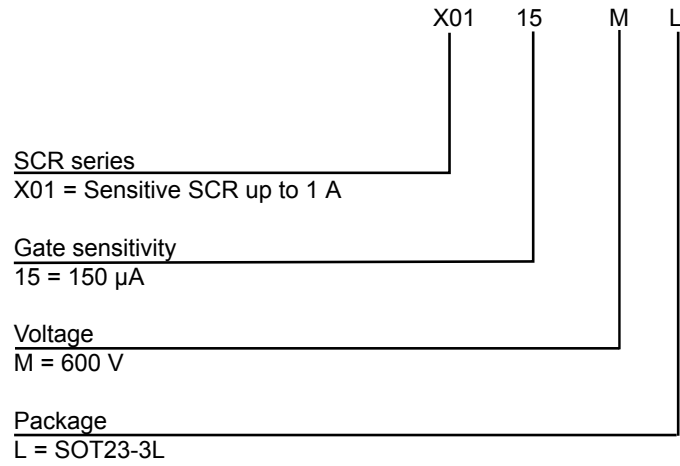 X01 15 M L
SCR series
X01 = Sensitive SCR up to 1 A
Gate sensitivity
15 = 150 µA
Voltage
M = 600 V
Package
L = SOT23-3L